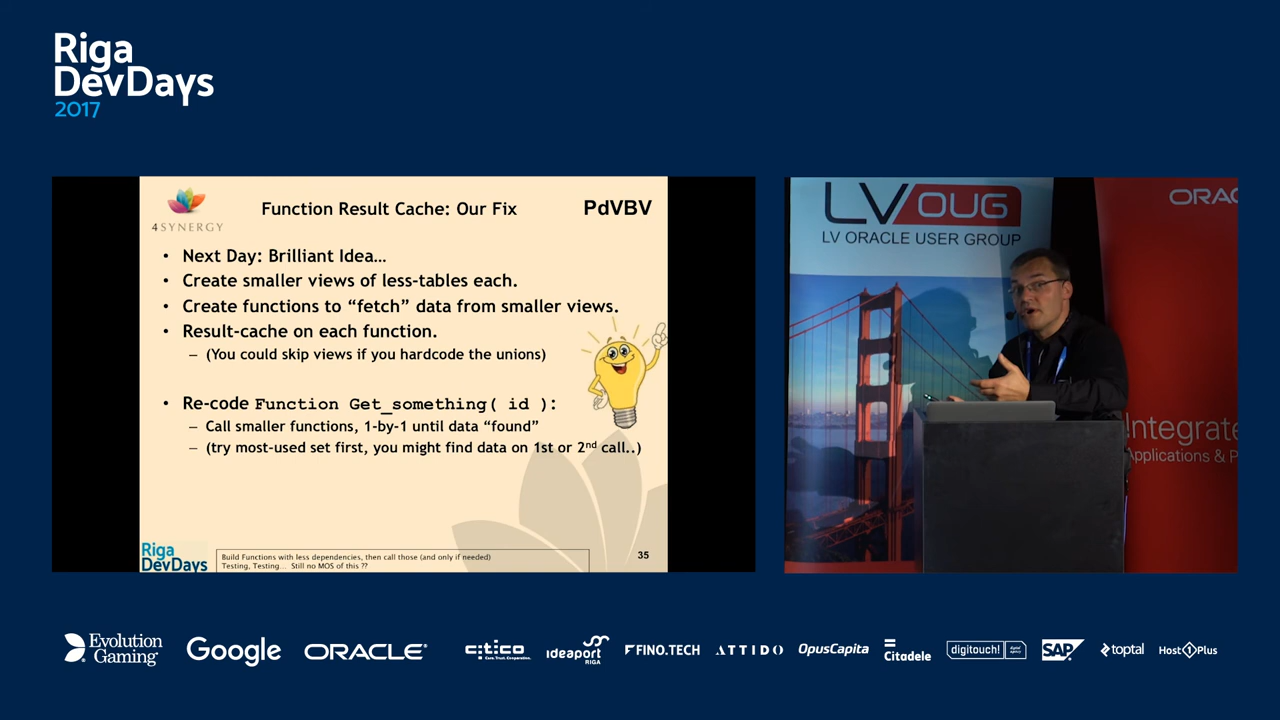 Riga
DevDays
2017
4SYNERGY
Function Result Cache: Our Fix
PdVBV
• Next Day: Brilliant Idea…
• Create smaller views of less-tables each.
• Create functions to “fetch” data from smaller views.
• Result-cache on each function.
– (You could skip views if you hardcode the unions)
• Re-code Function Get_something( id ):
– Call smaller functions, 1-by-1 until data “found”
– (try most-used set first, you might find data on 1st or 2nd call..)
Riga
DevDays
Build Functions with less dependencies, then call those (and only if needed)
Testing, Testing… Still no MOS of this ??
35
LVOUG
LV ORACLE USER GROUP
ORAC
Integrate
Applications & P
Evolution
Gaming
Google
ORACLE
citico
Care. Trust. Cooperation.
ideaport
RIGA
FINO.TECH
ATTIDO
OpusCapita
Citadele
digitouch!
SAP
toptal
Host1Plus